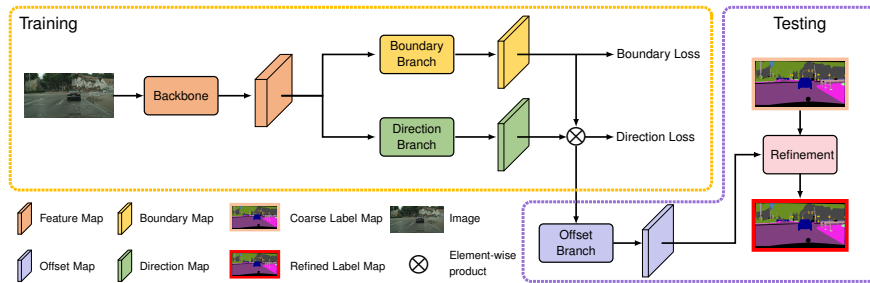 Training
Testing
Boundary
Branch
Boundary Loss
Backbone
Direction
Branch
Direction Loss
Refinement
Feature Map
Boundary Map
Coarse Label Map
Image
Offset
Branch
Offset Map
Direction Map
Refined Label Map
Element-wise
product